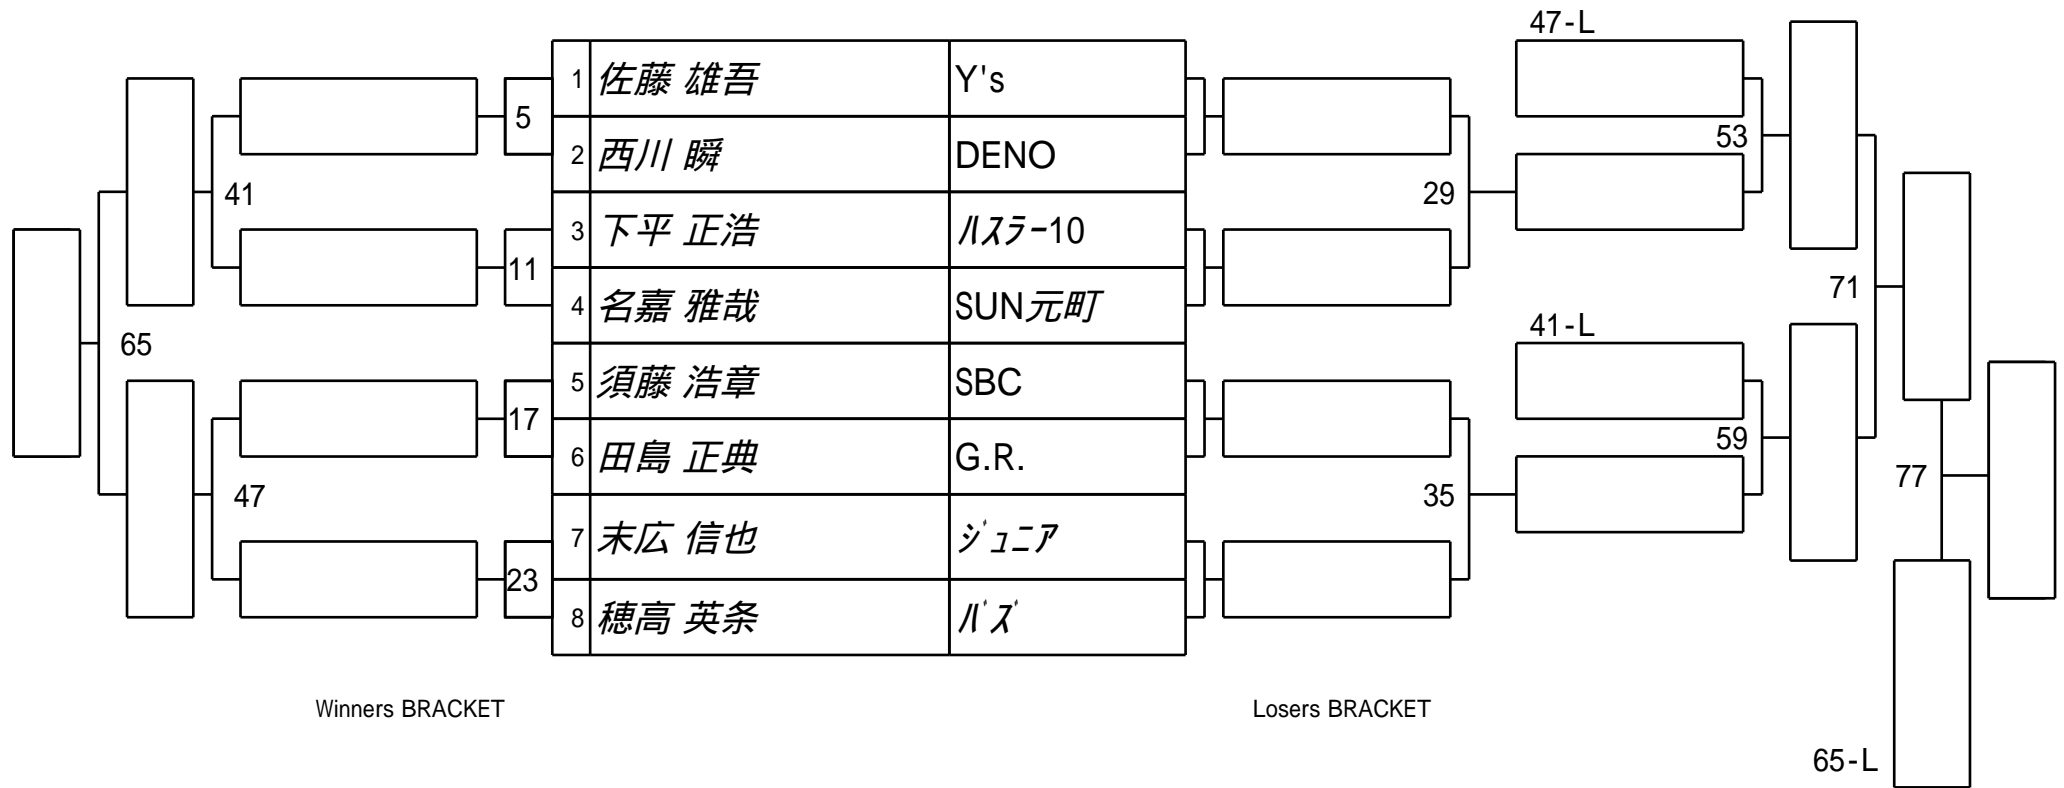 47-L
1 佐藤 雄吾 Y's
5
53
2 西川 瞬 DENO
41
29
3 下平 正浩 ﾊｽﾗｰ10
11
71
4 名嘉 雅哉 SUN元町
41-L
65
5 須藤 浩章 SBC
17
59
6 田島 正典 G.R.
77
47
35
7 末広 信也 ｼﾞｭﾆｱ
23
8 穂高 英条 ﾊﾞｽﾞ
Winners BRACKET
Losers BRACKET
65-L